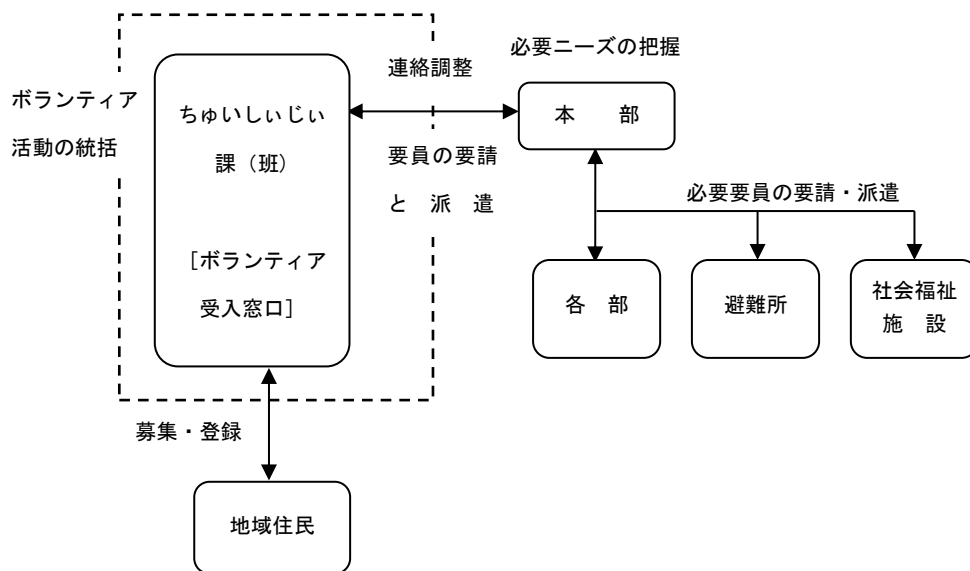 必要ニーズの把握
連絡調整
ボランティア
活動の統括
ちゅいしぃじぃ
課（班）
［ボランティア
受入窓口］
本　　部
要員の要請
と　派　遣
必要要員の要請・派遣
各　部
避難所
社会福祉
施　設
募集・登録
地域住民